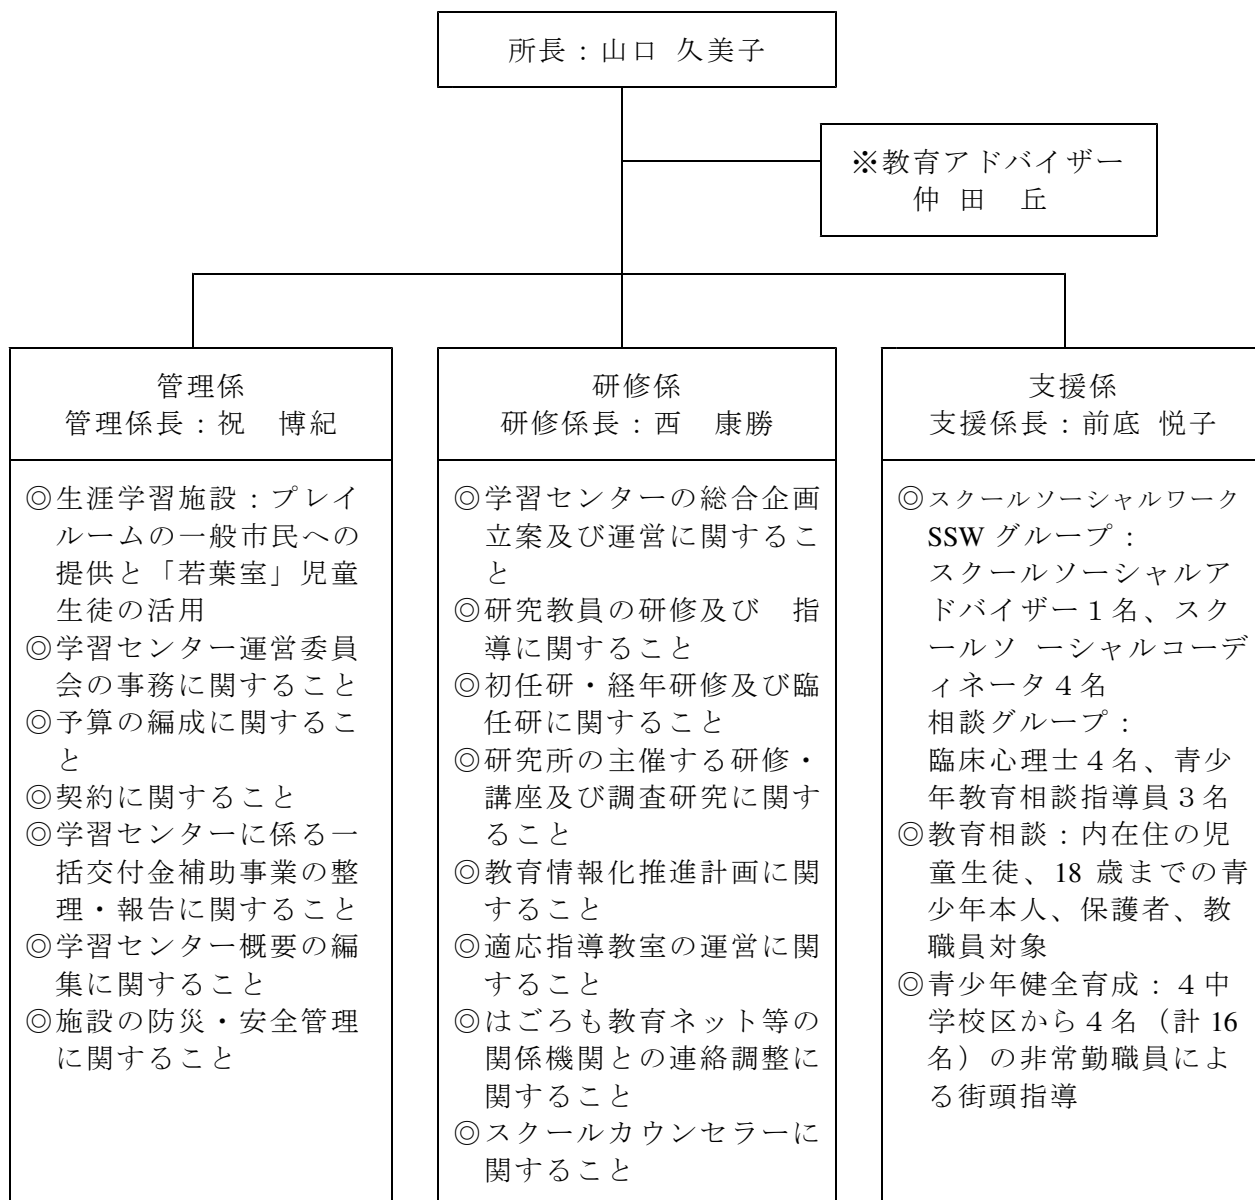 所長：山口 久美子
※教育アドバイザー
仲 田 丘
管理係
管理係長：祝 博紀
◎生涯学習施設：プレイ
ルームの一般市民への
提供と「若葉室」児童
生徒の活用
◎学習センター運営委員
会の事務に関すること
◎予算の編成に関するこ
と
◎契約に関すること
◎学習センターに係る一
括交付金補助事業の整
理・報告に関すること
◎学習センター概要の編
集に関すること
◎施設の防災・安全管理
に関すること
研修係
研修係長：西 康勝
◎学習センターの総合企画
立案及び運営に関するこ
と
◎研究教員の研修及び 指
導に関すること
◎初任研・経年研修及び臨
任研に関すること
◎研究所の主催する研修・
講座及び調査研究に関す
ること
◎教育情報化推進計画に関
すること
◎適応指導教室の運営に関
すること
◎はごろも教育ネット等の
関係機関との連絡調整に
関すること
◎スクールカウンセラーに
関すること
支援係
支援係長：前底 悦子
◎スクールソーシャルワーク
SSW グループ：
スクールソーシャルア
ドバイザー１名、スク
ールソ ーシャルコーデ
ィネータ４名
相談グループ：
臨床心理士４名、青少
年教育相談指導員３名
◎教育相談：内在住の児
童生徒、18 歳までの青
少年本人、保護者、教
職員対象
◎青少年健全育成：４中
学校区から４名（計 16
名）の非常勤職員によ
る街頭指導